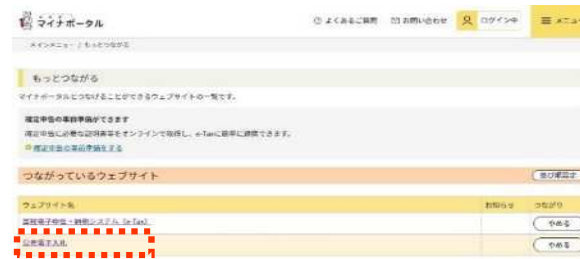 マイナポータル
よくあるご質問 お問い合わせ ログイン中 メニュー
メインメニュー / もっとつながる
もっとつながる
マイナポータルとつなげることができるウェブサイトの一覧です。
確定申告の事前準備ができます
確定申告に必要な証明書等をオンラインで取得し、e-Taxに簡単に連携できます。
確定申告の事前準備をする
つながっているウェブサイト
ウェブサイト名 お知らせ つながり
国税電子申告・納税システム（e-Tax） やめる
公売電子入札 やめる